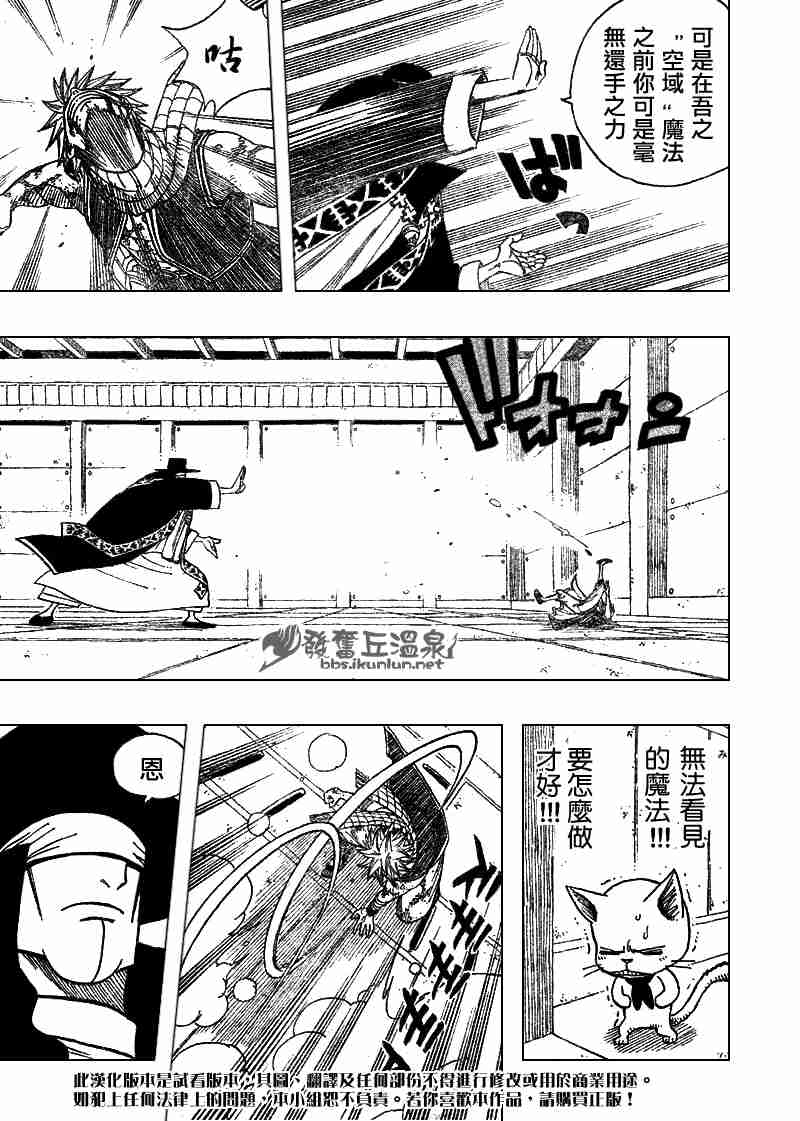 可是在吾之
〝空域〝魔法
之前你可是毫
無還手之力
ばっ
咕
ドオオオン
發奮丘溫泉
bbs.ikunlun.net
無法看見
的魔法!!!
要怎麼做
才好!!!
恩
此漢化版本是試看版本，其圖、翻譯及任何部份不得進行修改或用於商業用途。
如犯上任何法律上的問題，本小組恕不負責。若你喜歡本作品，請購買正版！